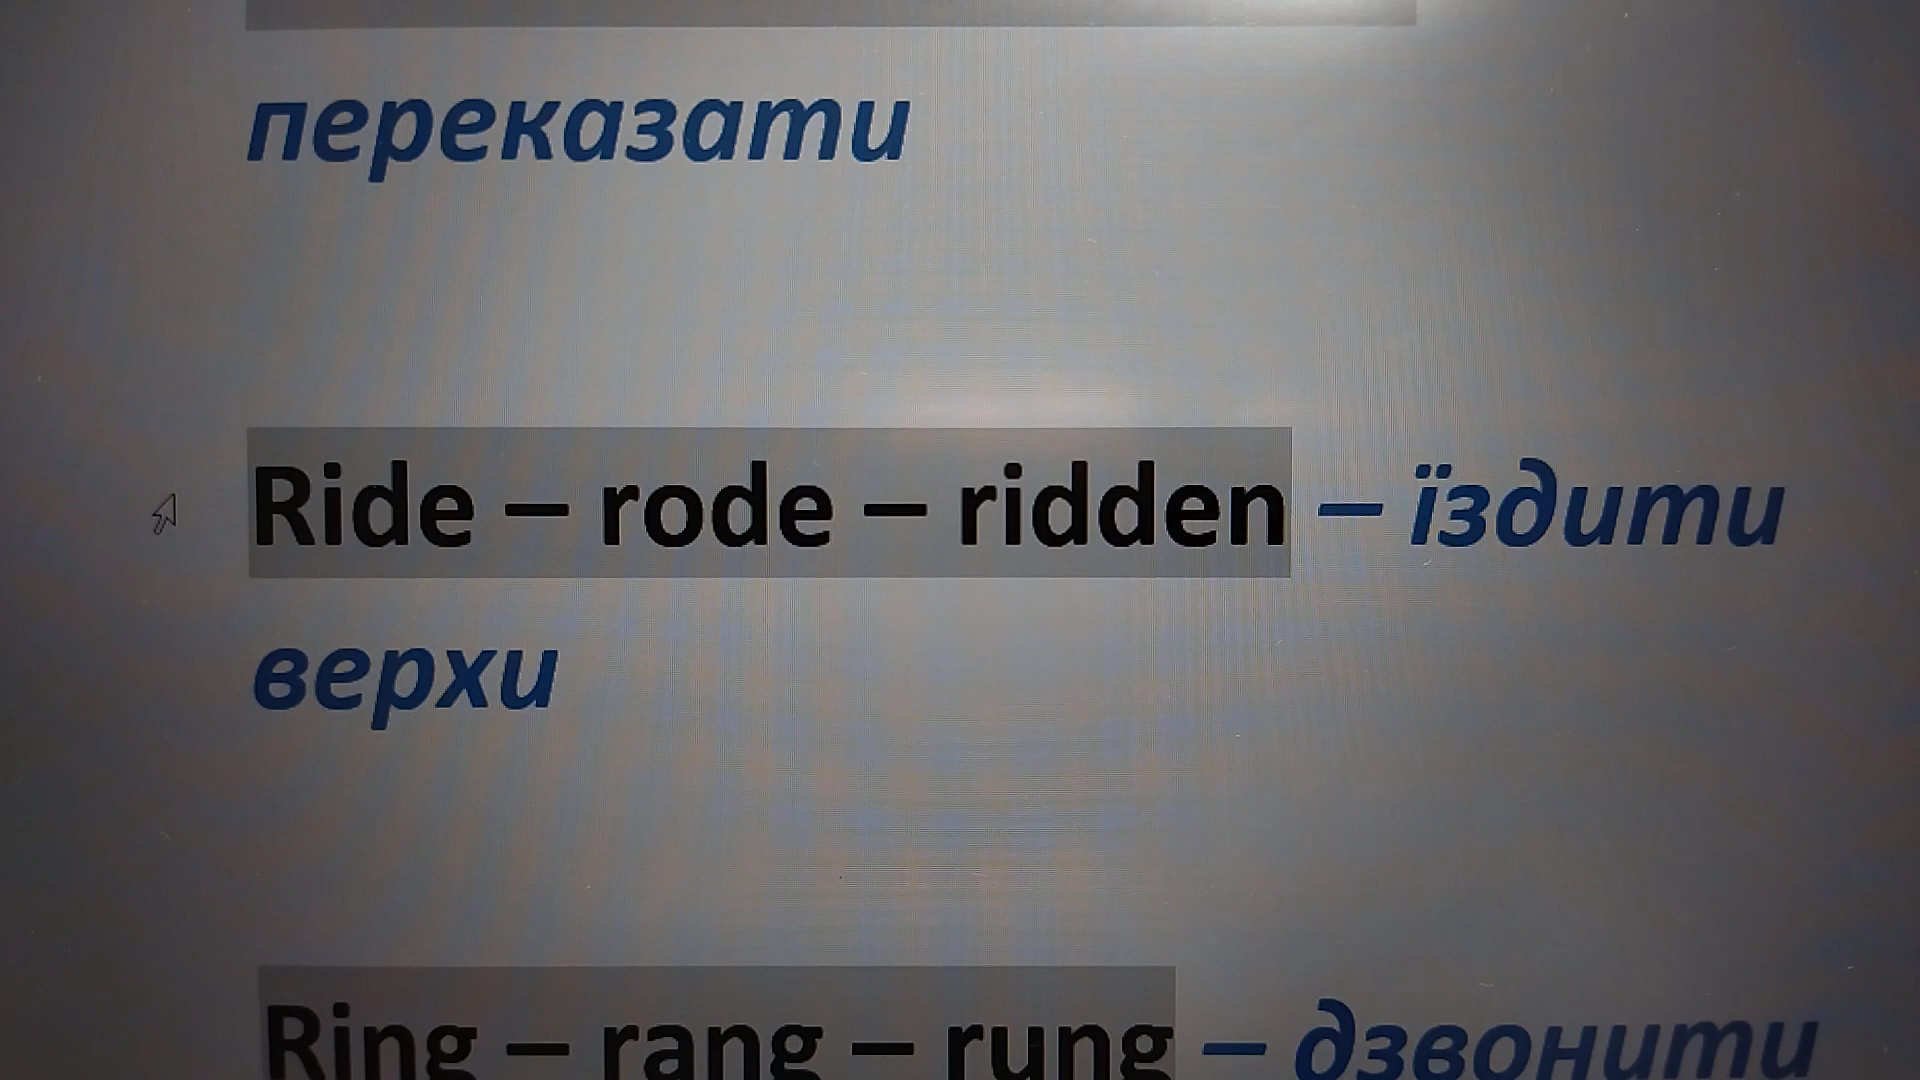 переказати
Ride – rode – ridden – їздити
верхи
Ring – rang – rung – дзвонити